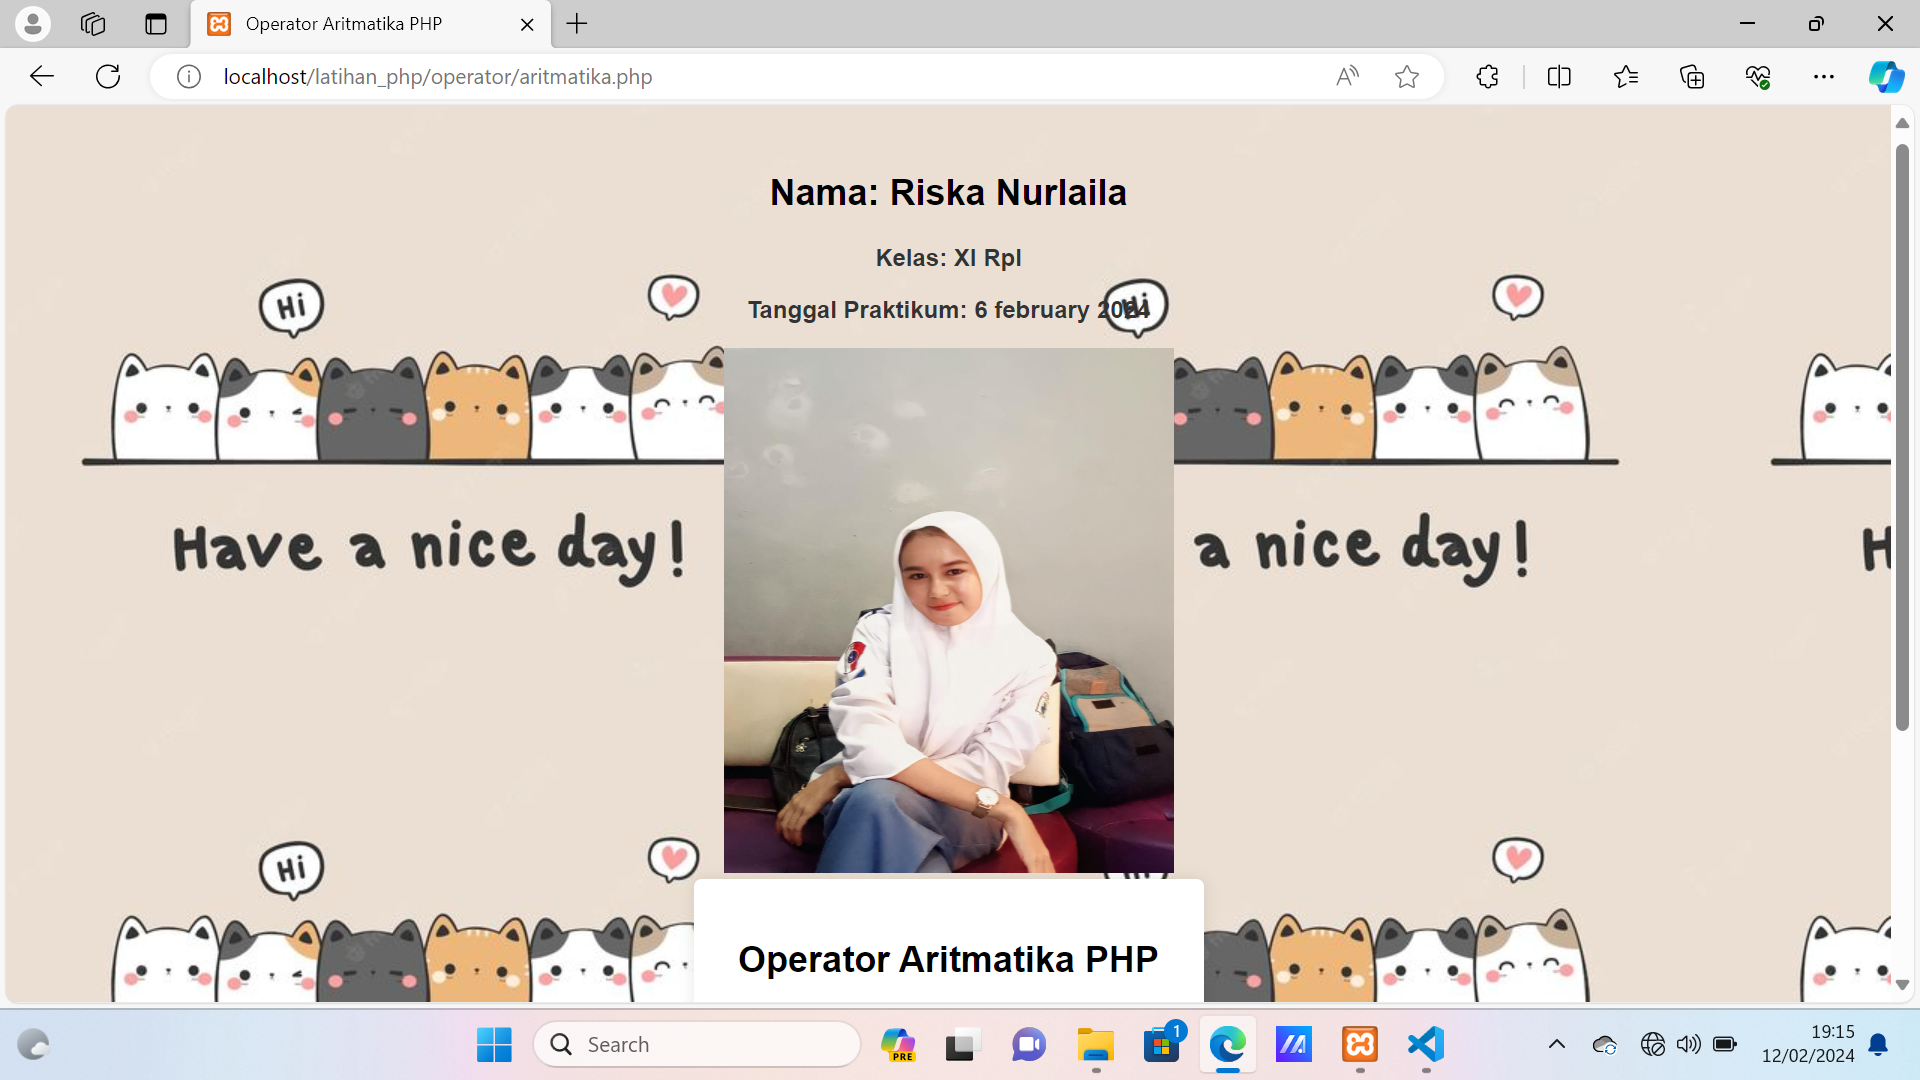 Operator Aritmatika PHP
localhost/latihan_php/operator/aritmatika.php
Nama: Riska Nurlaila
Kelas: XI Rpl
Tanggal Praktikum: 6 february 2024
Hi
Hi
Have a nice day!
a nice day!
H
Hi
Operator Aritmatika PHP
Search
PRE
1
19:15
12/02/2024